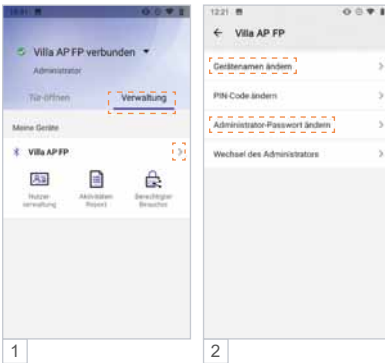 Villa AP FP verbunden
Administrator
Tür öffnen
Verwaltung
Meine Geräte
Villa AP FP
Nutzer-
verwaltung
Aktivitäten
Report
Berechtigter
Besucher
1
12:21
Villa AP FP
Gerätenamen ändern
PIN-Code ändern
Administrator-Passwort ändern
Wechsel des Administrators
2